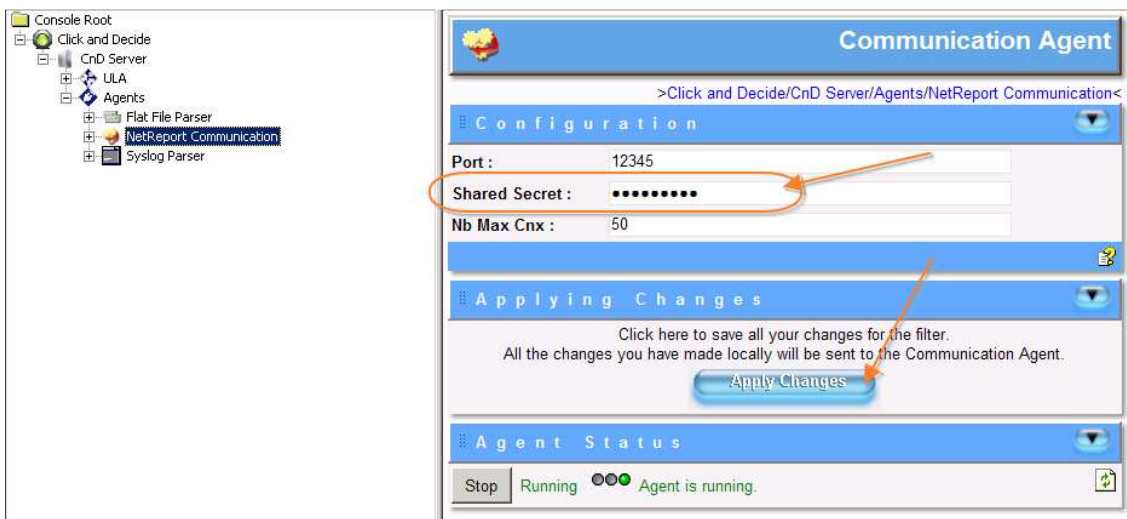 Console Root
Click and Decide
CnD Server
ULA
Agents
Flat File Parser
NetReport Communication
Syslog Parser
Communication Agent
>Click and Decide/CnD Server/Agents/NetReport Communication<
Configuration
Port : 12345
Shared Secret : •••••••••
Nb Max Cnx : 50
Applying Changes
Click here to save all your changes for the filter.
All the changes you have made locally will be sent to the Communication Agent.
Apply Changes
Agent Status
Stop Running Agent is running.